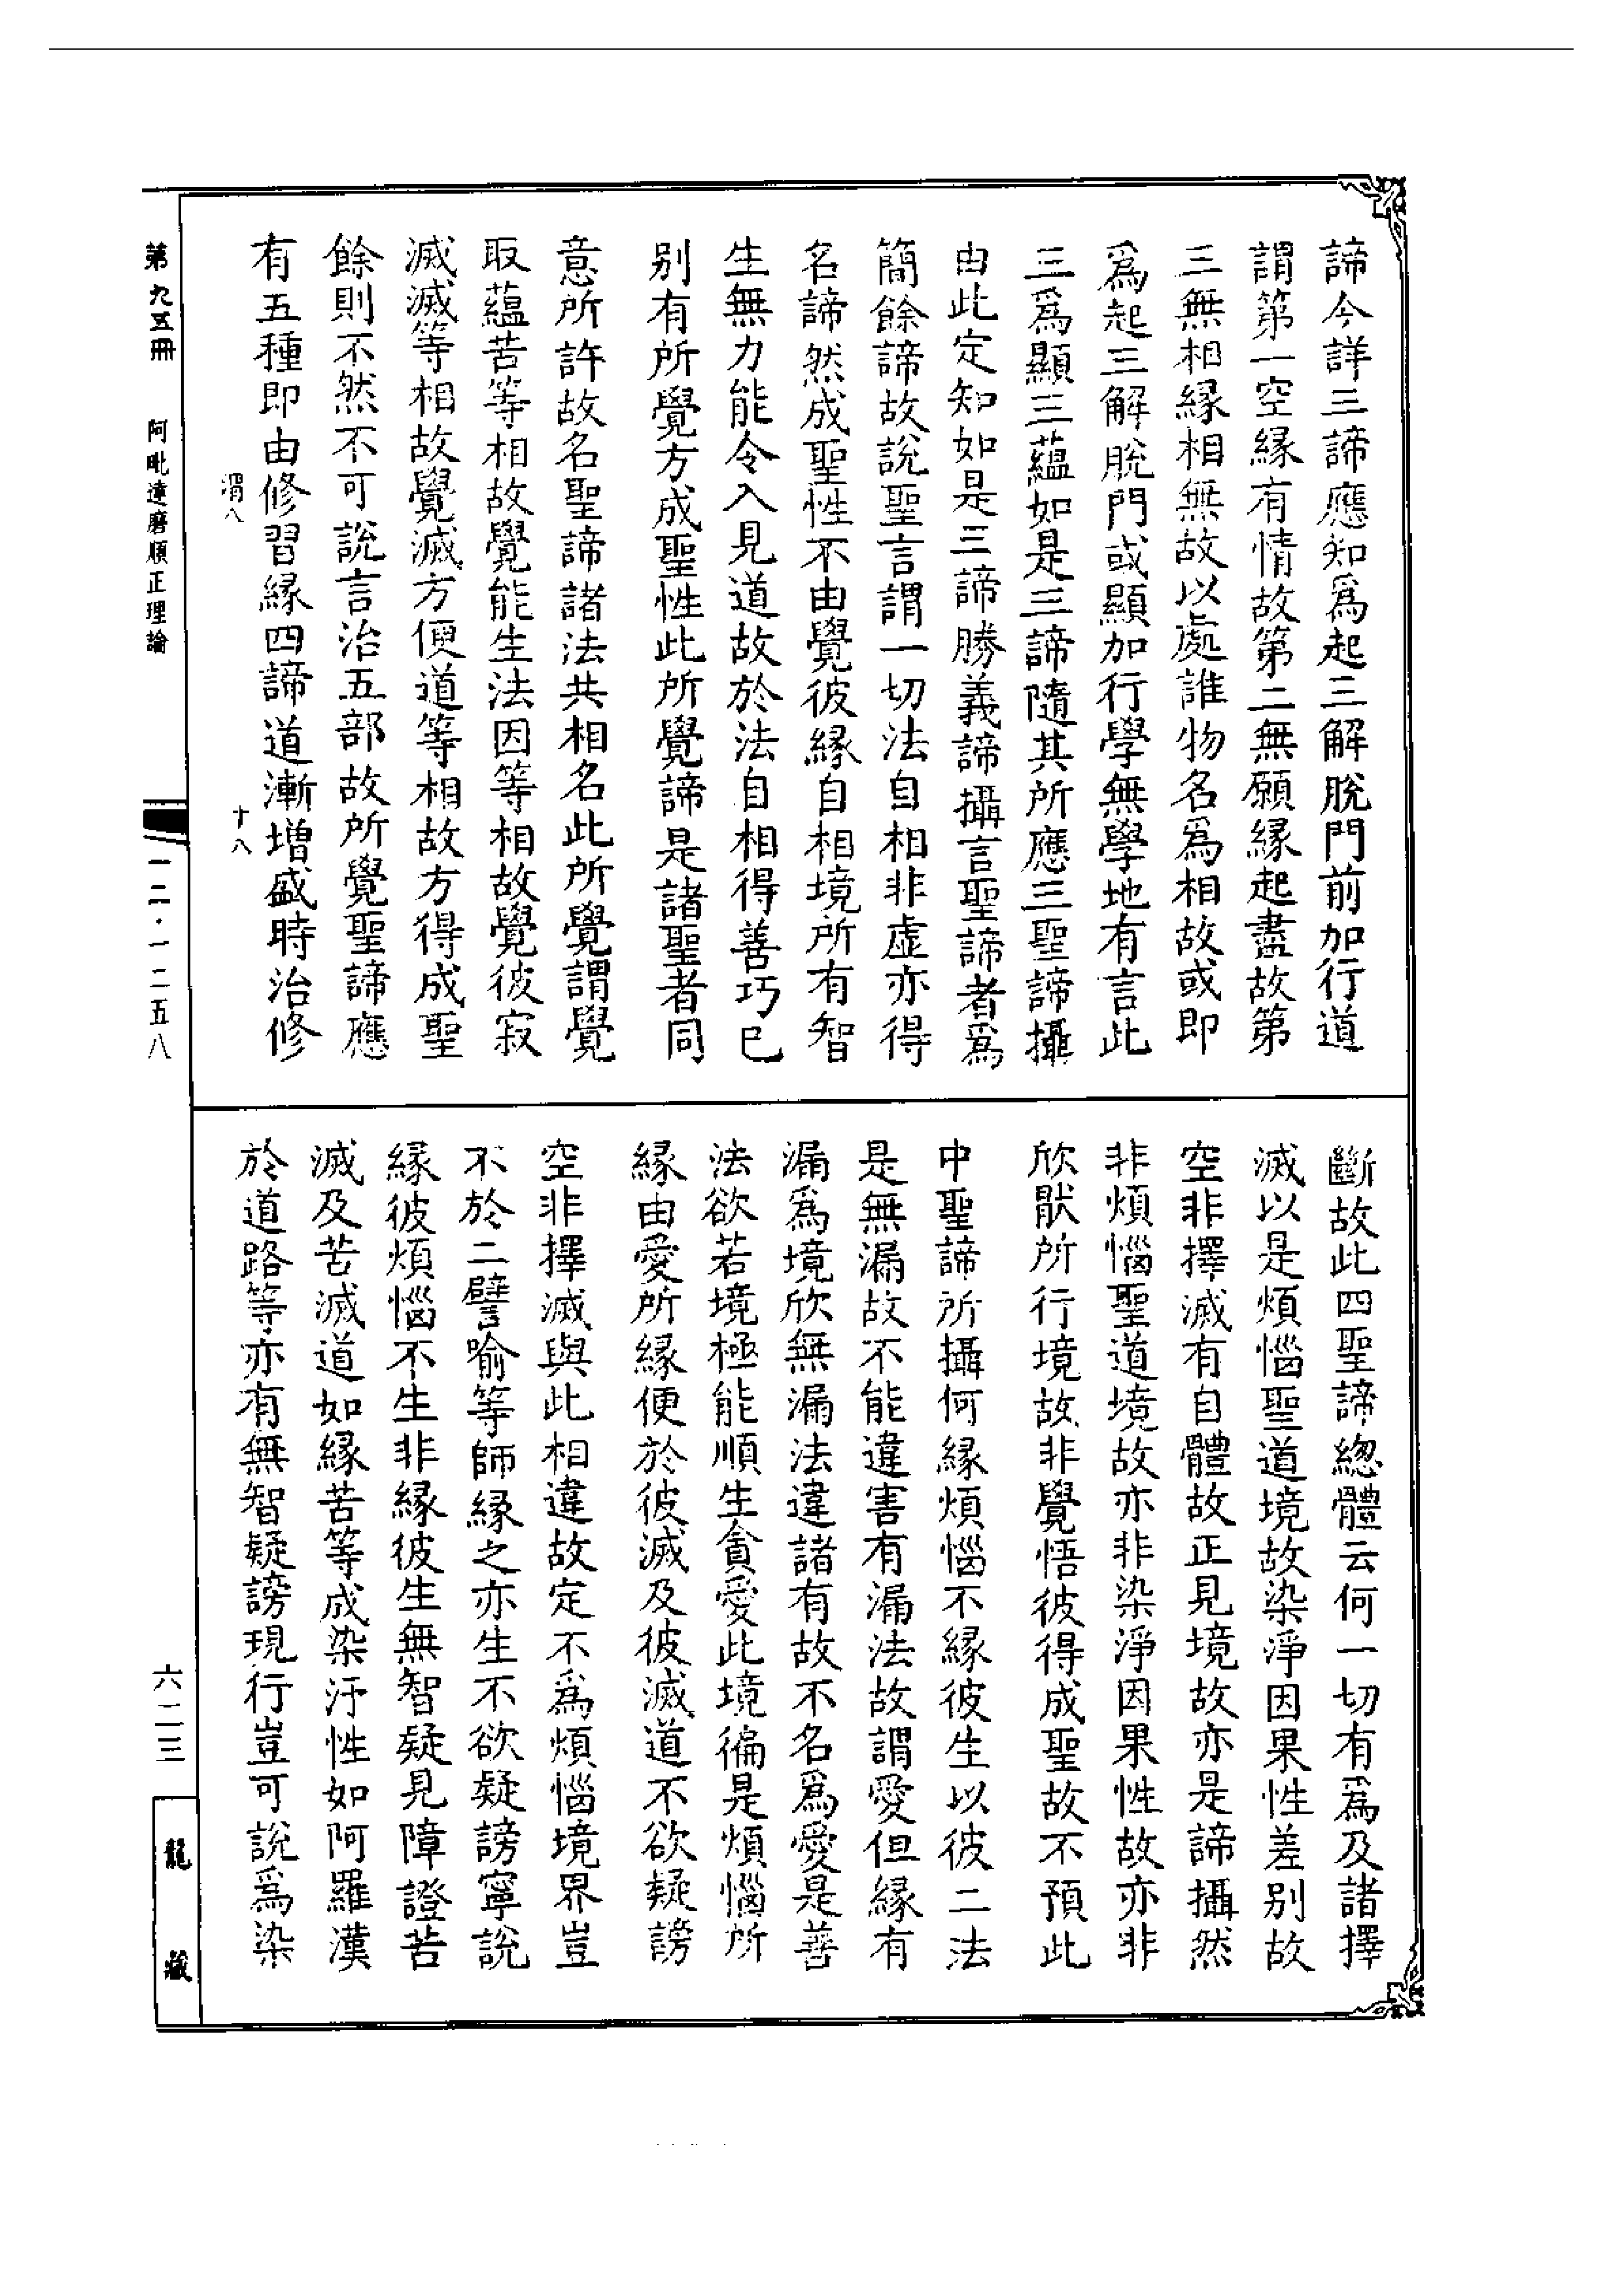 諦今詳三諦應知爲起三解脫門前加行道
謂第一空縁有情故第二無願縁起盡故第
三無相縁相無故以處誰物名爲相故或即
爲起三解脫門或顯加行學無學地有言此
三爲顯三蘊如是三諦隨其所應三聖諦攝
由此定知如是三諦勝義諦攝言聖諦者爲
簡餘諦故說聖言謂一切法自相非虛亦得
名諦然成聖性不由覺彼縁自相境所有智
生無力能令入見道故於法自相得善巧已
别有所覺方成聖性此所覺諦是諸聖者同
意所許故名聖諦諸法共相名此所覺謂覺
取蘊苦等相故覺能生法因等相故覺彼寂
滅滅等相故覺滅方便道等相故方得成聖
餘則不然不可說言治五部故所覺聖諦應
有五種即由修習縁四諦道漸增盛時治修
斷故此四聖諦總體云何一切有爲及諸擇
滅以是煩惱聖道境故染淨因果性差别故
空非擇滅有自體故正見境故亦是諦攝然
非煩惱聖道境故亦非染淨因果性故亦非
欣猒所行境故非覺悟彼得成聖故不預此
中聖諦所攝何縁煩惱不縁彼生以彼二法
是無漏故不能違害有漏法故謂愛但縁有
漏爲境欣無漏法違諸有故不名爲愛是善
法欲若境極能順生貪愛此境徧是煩惱所
縁由愛所縁便於彼滅及彼滅道不欲疑謗
空非擇滅與此相違故定不爲煩惱境界豈
不於二譬喻等師縁之亦生不欲疑謗寧說
縁彼煩惱不生非縁彼生無智疑見障證苦
滅及苦滅道如縁苦等成染汙性如阿羅漢
於道路等亦有無智疑謗現行豈可說爲染
渭八
十八
第九五冊
阿毗達磨順正理論
一二·一二五八
六二三
龍藏